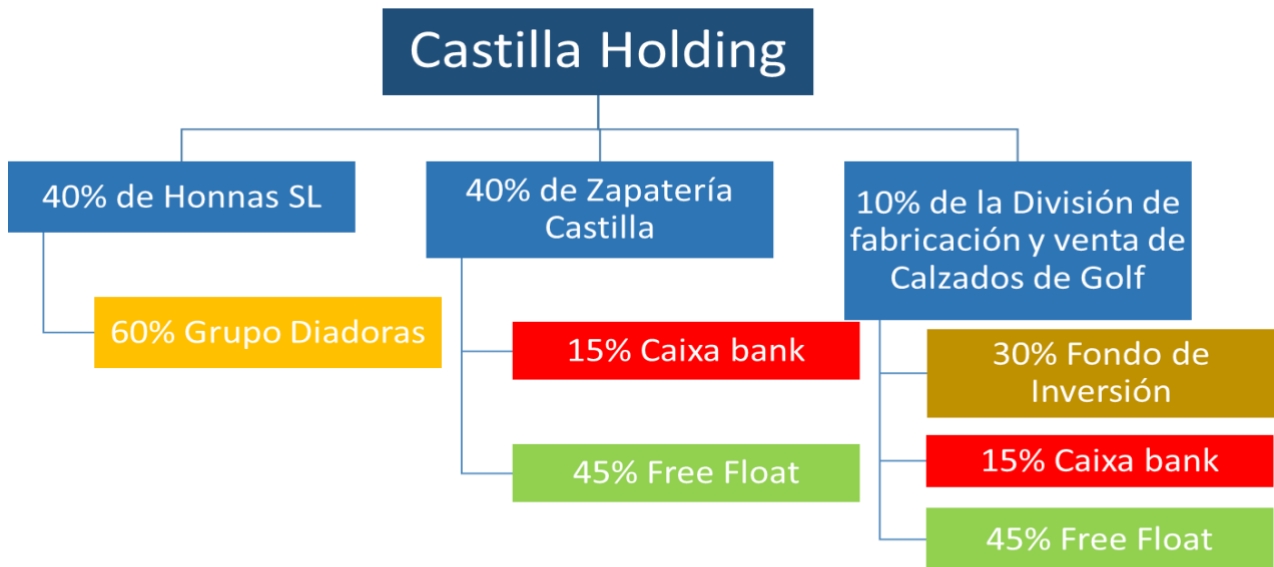 Castilla Holding
40% de Honnas SL
60% Grupo Diadoras
40% de Zapatería
Castilla
15% Caixa bank
45% Free Float
10% de la División de
fabricación y venta de
Calzados de Golf
30% Fondo de
Inversión
15% Caixa bank
45% Free Float